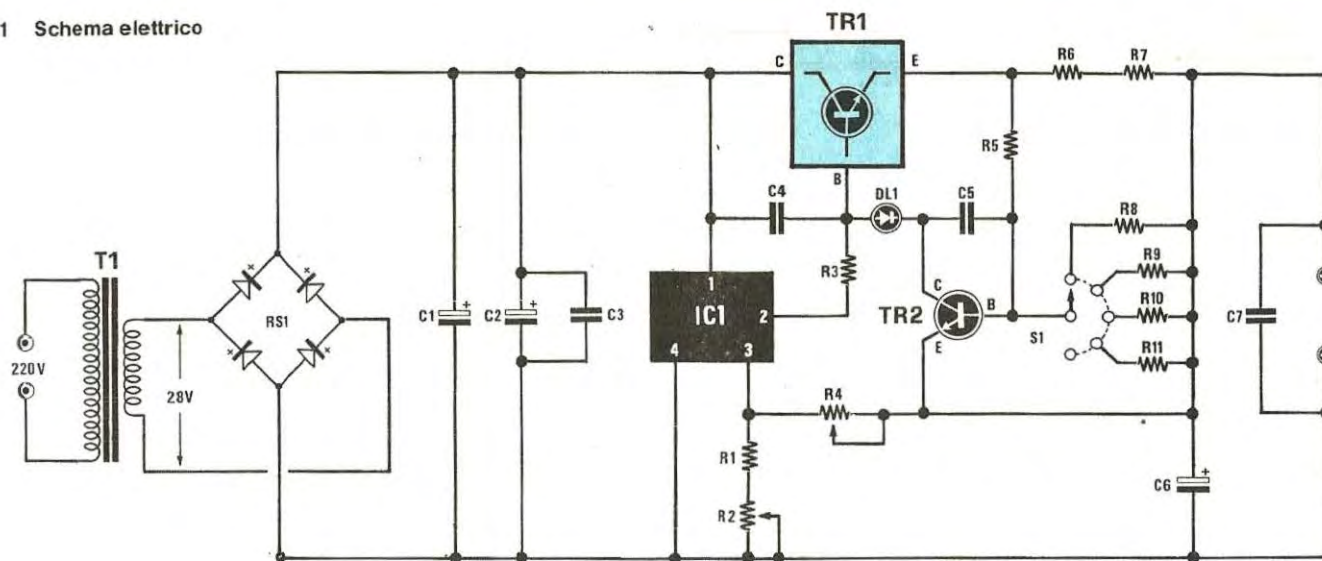 1 Schema elettrico
TR1
C
E
R6
R7
B
R5
C4
DL1
C5
R8
R9
R10
R11
R3
T1
RS1
C1
+
C2
+
C3
1
IC1
2
4
3
TR2
C
B
E
S1
C7
220V
28V
R4
R1
R2
C6
+